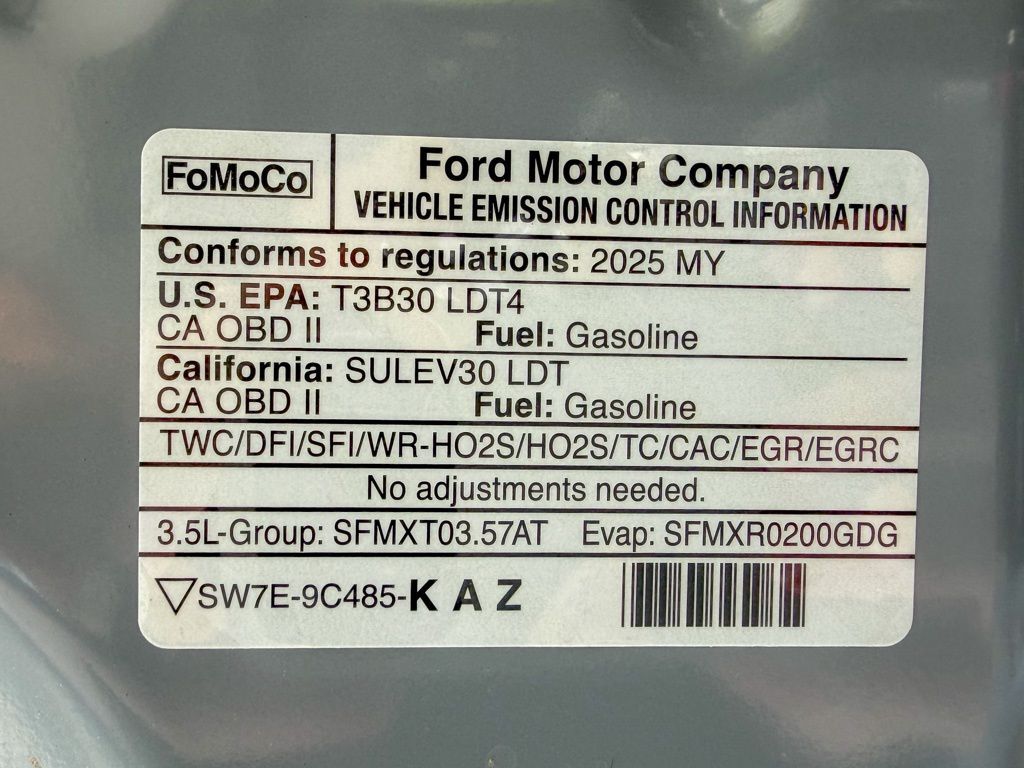 FoMoCo
Ford Motor Company
VEHICLE EMISSION CONTROL INFORMATION
Conforms to regulations: 2025 MY
U.S. EPA: T3B30 LDT4
CA OBD II Fuel: Gasoline
California: SULEV30 LDT
CA OBD II Fuel: Gasoline
TWC/DFI/SFI/WR-HO2S/HO2S/TC/CAC/EGR/EGRC
No adjustments needed.
3.5L-Group: SFMXT03.57AT Evap: SFMXR0200GDG
SW7E-9C485-K A Z